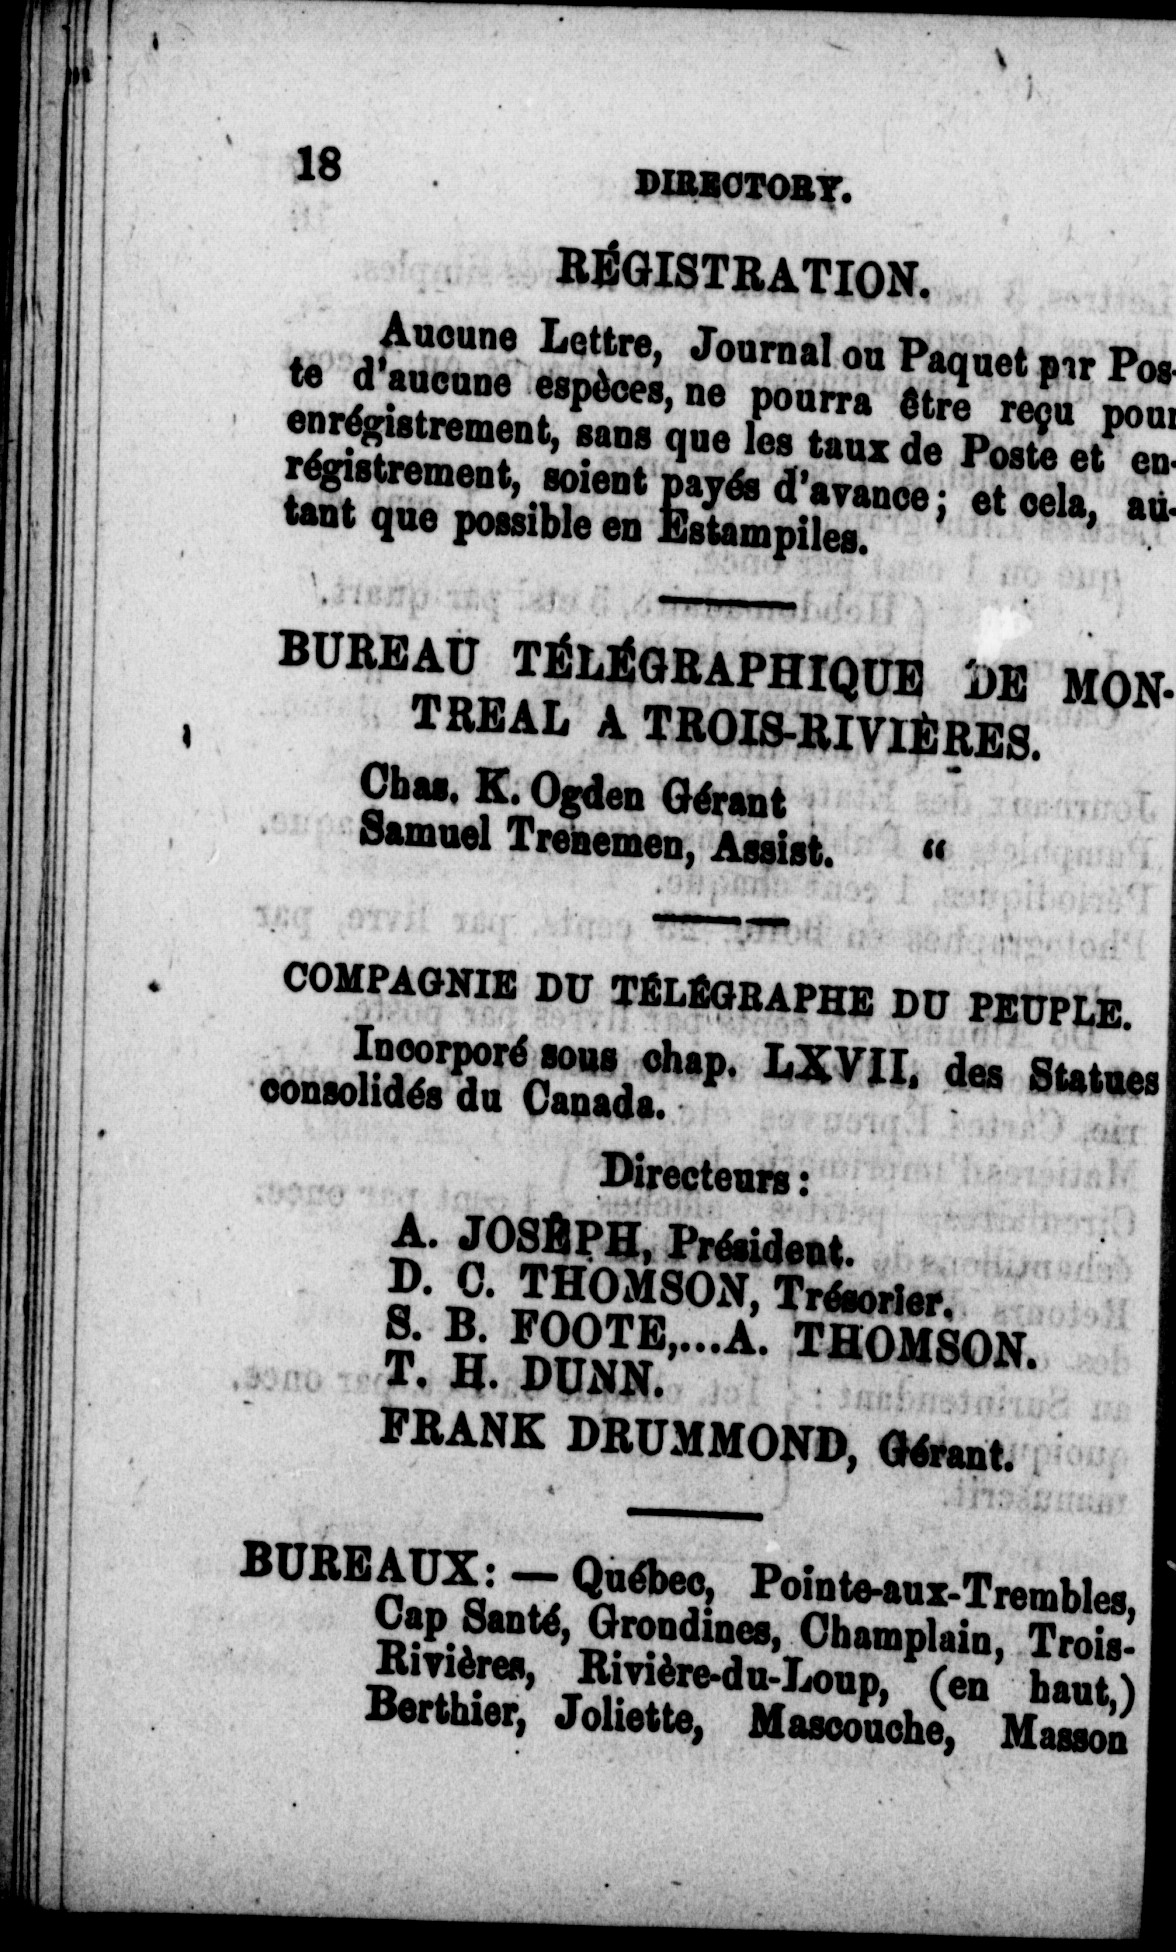 18
DIRECTORY.
RÉGISTRATION.
Aucune Lettre, Journal ou Paquet par Pos-
te d'aucune espèces, ne pourra être reçu pour
enrégistrement, sans que les taux de Poste et en-
régistrement, soient payés d'avance; et cela, au-
tant que possible en Estampiles.
BUREAU TÉLÉGRAPHIQUE DE MON-
TREAL A TROIS-RIVIÈRES.
Chas. K. Ogden Gérant
Samuel Trenemen, Assist. "
COMPAGNIE DU TÉLÉGRAPHE DU PEUPLE.
Incorporé sous chap. LXVII, des Statues
consolidés du Canada.
Directeurs:
A. JOSEPH, Président.
D. C. THOMSON, Trésorier.
S. B. FOOTE,...A. THOMSON.
T. H. DUNN.
FRANK DRUMMOND, Gérant.
BUREAUX: — Québec, Pointe-aux-Trembles,
Cap Santé, Grondines, Champlain, Trois-
Rivières, Rivière-du-Loup, (en haut,)
Berthier, Joliette, Mascouche, Masson